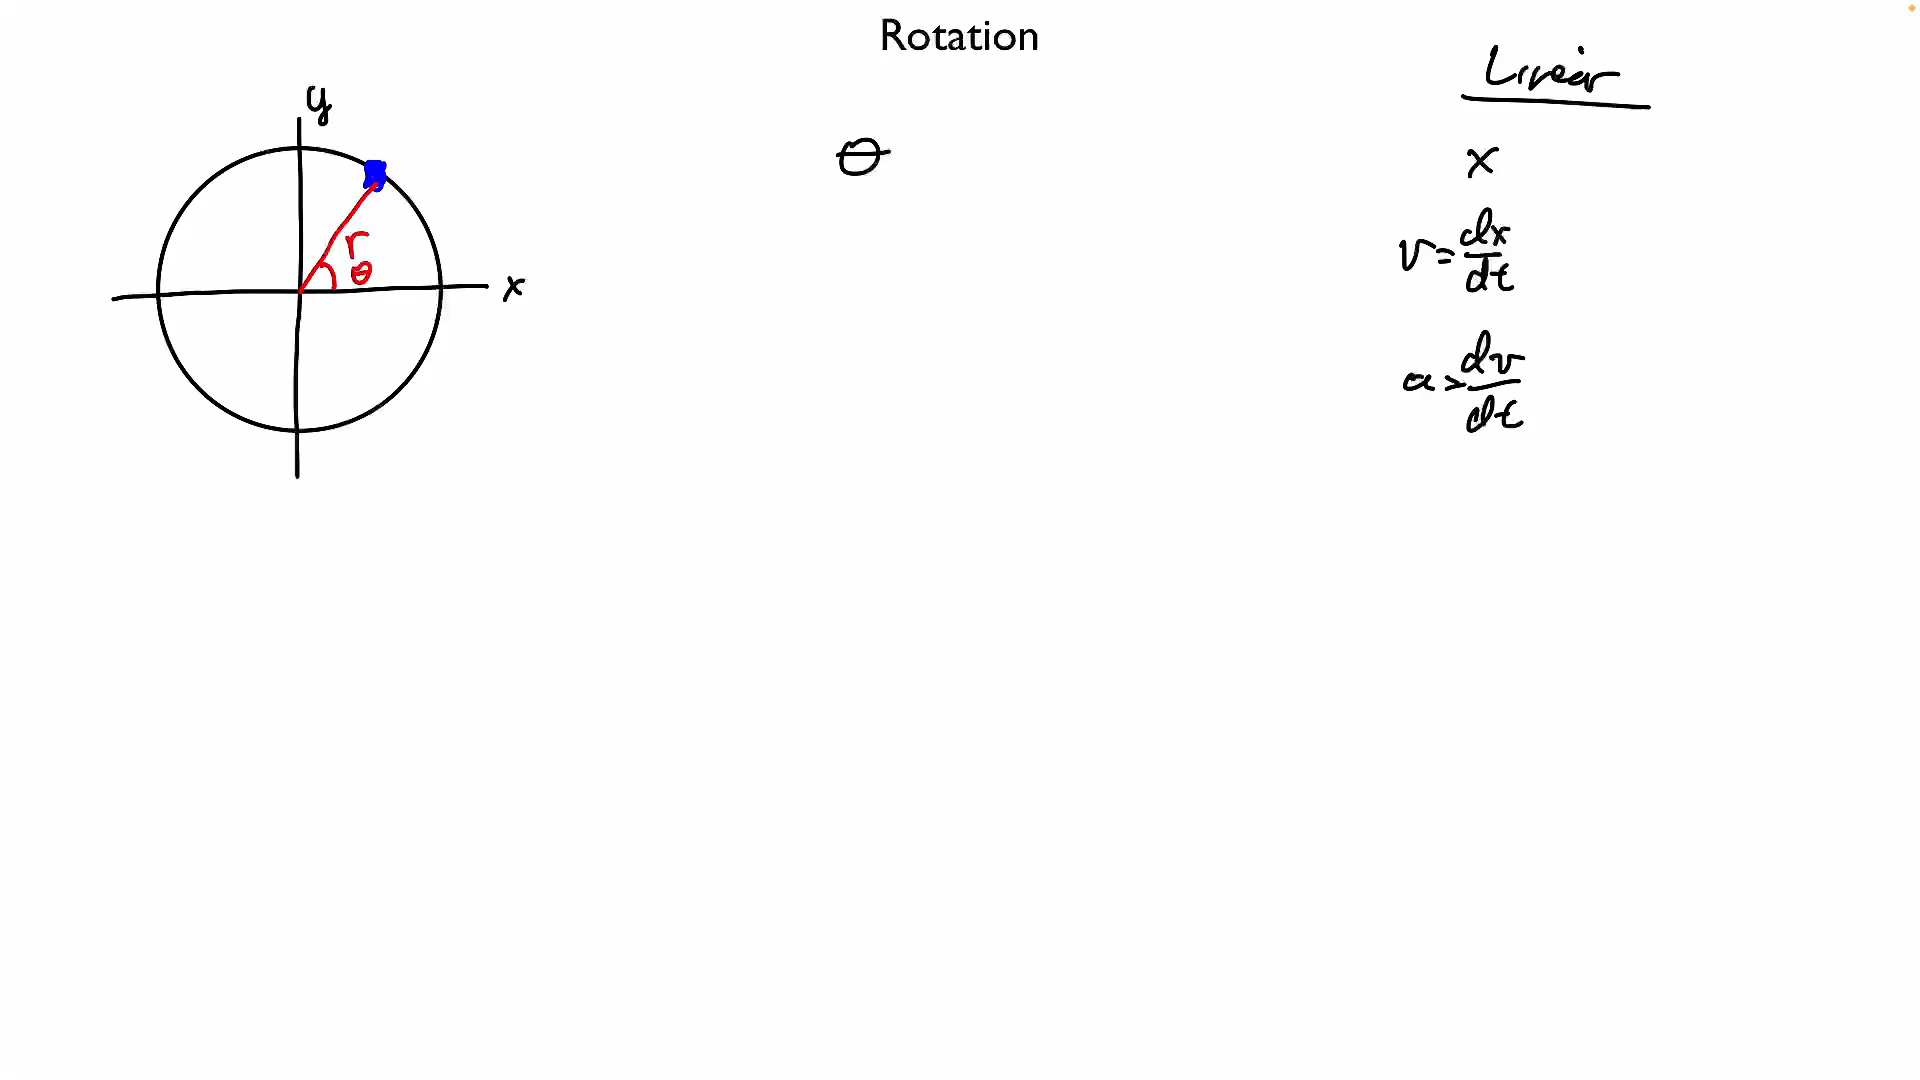 Rotation
Linear
y
θ
x
r
θ
x
v = dx/dt
a = dv/dt